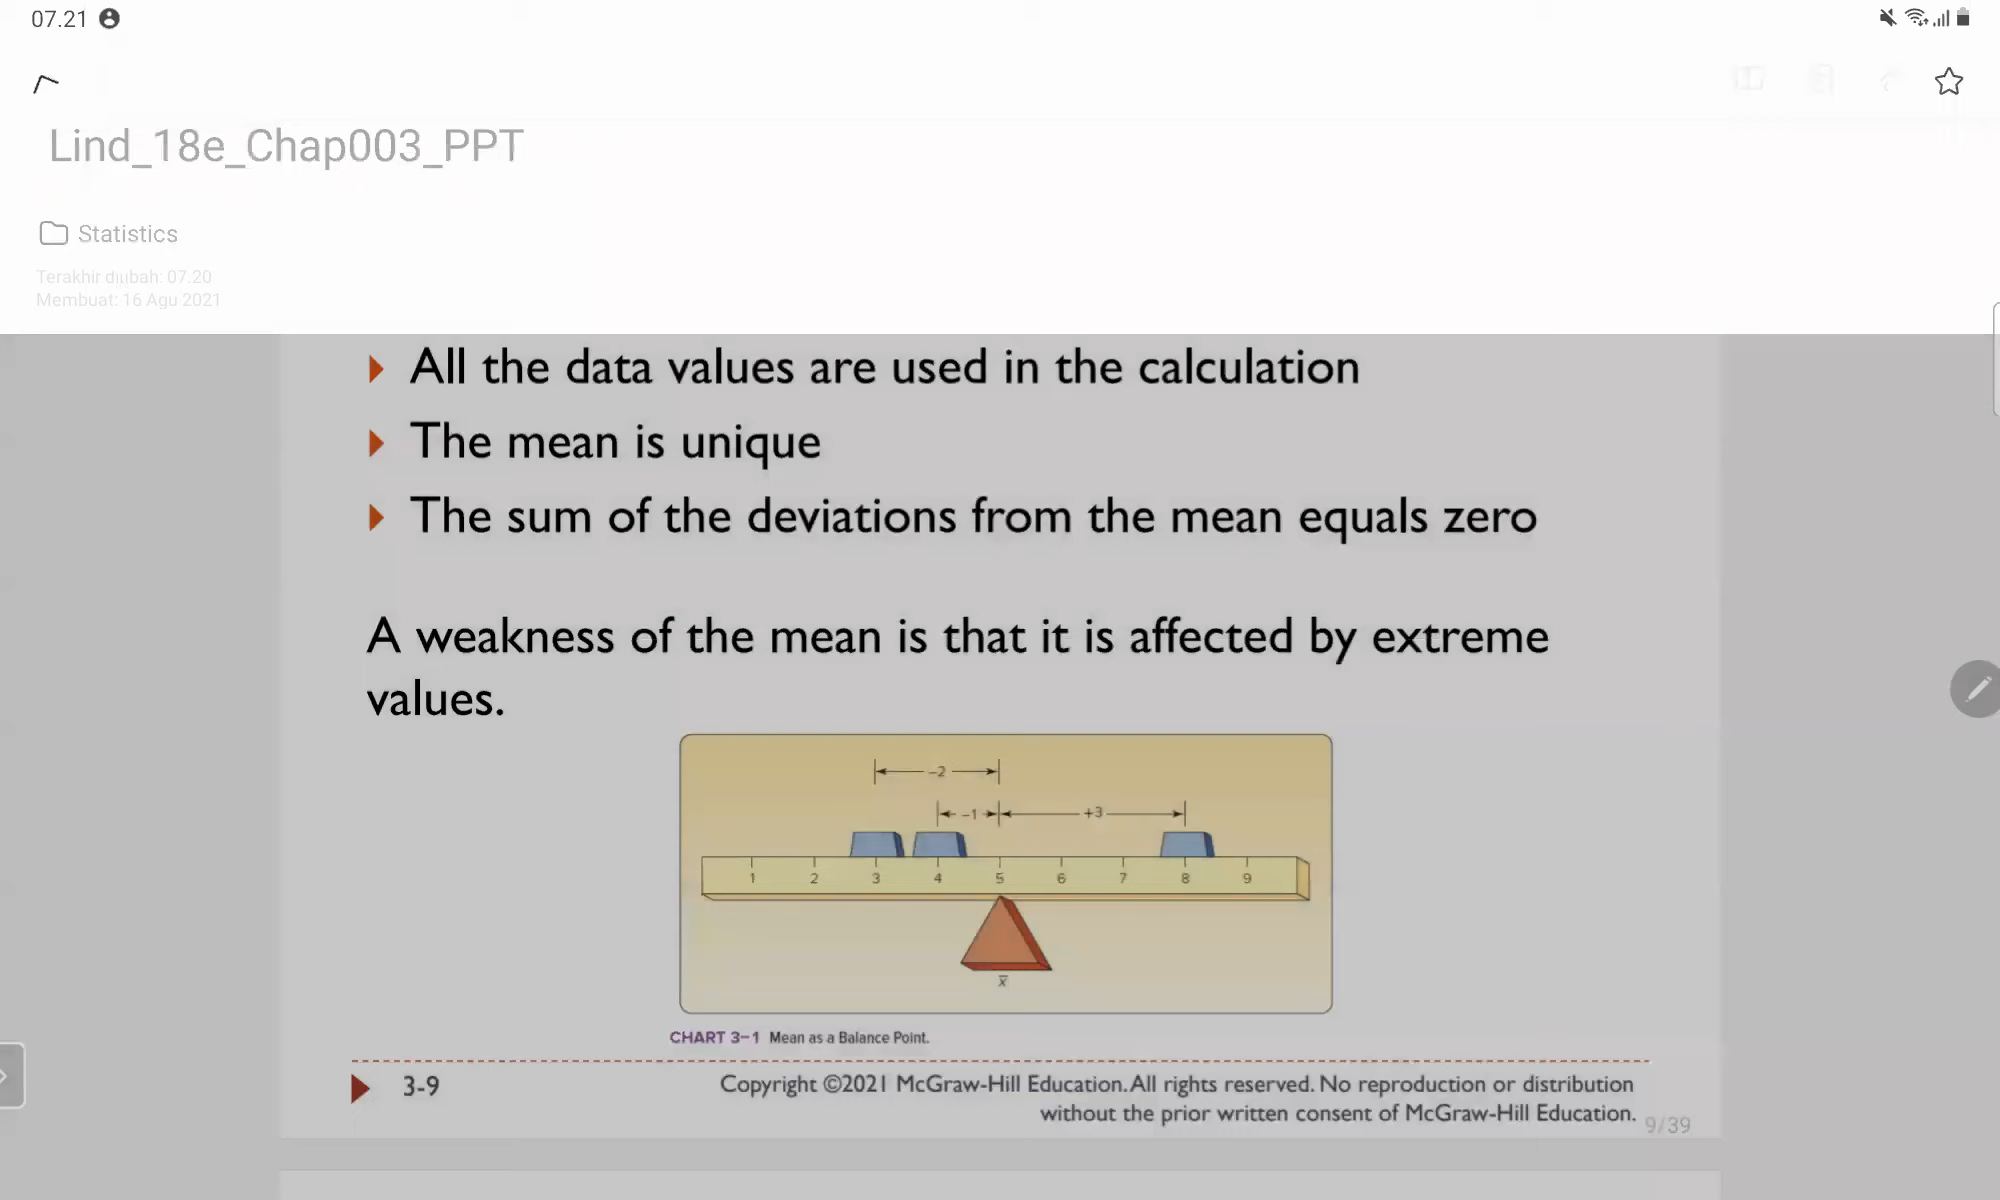 07.21
Lind_18e_Chap003_PPT
Statistics
Terakhir diubah: 07.20
Membuat: 16 Agu 2021
All the data values are used in the calculation
The mean is unique
The sum of the deviations from the mean equals zero
A weakness of the mean is that it is affected by extreme
values.
-2
-1 +3
1 2 3 4 5 6 7 8 9
x̅
CHART 3–1 Mean as a Balance Point.
3-9 Copyright ©2021 McGraw-Hill Education. All rights reserved. No reproduction or distribution
without the prior written consent of McGraw-Hill Education.
9/39